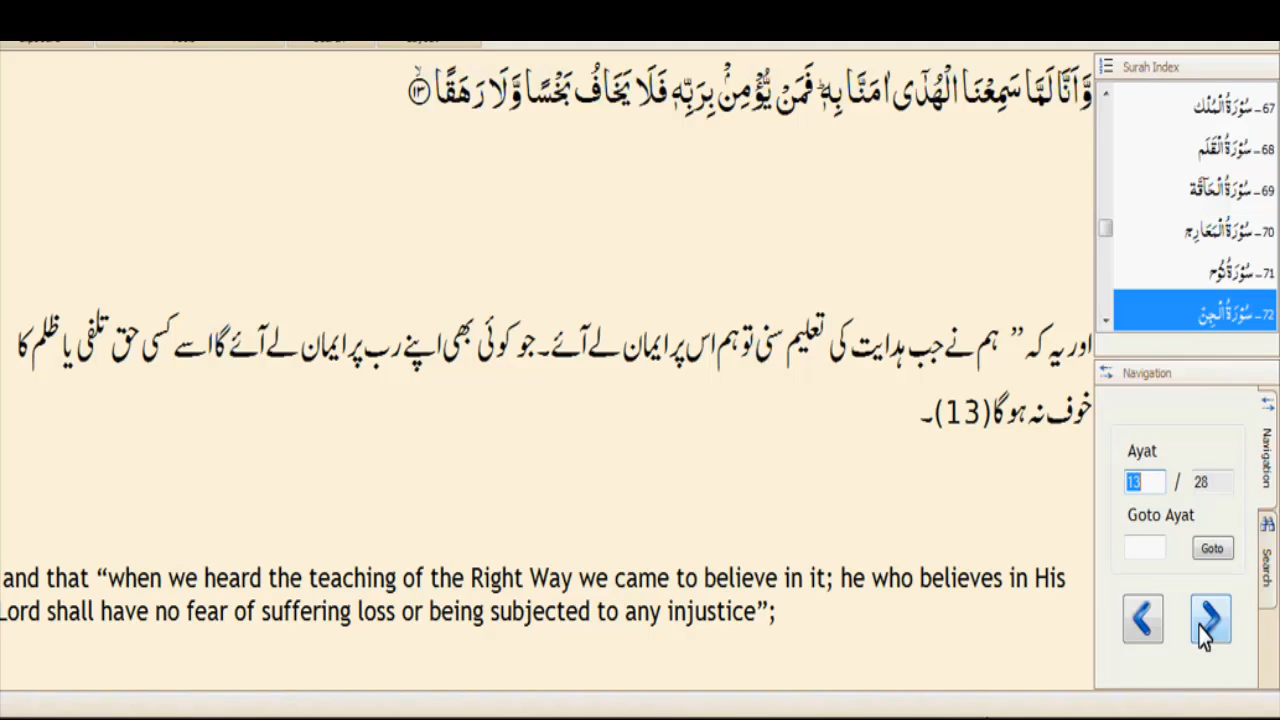 وَّاَنَّا لَمَّا سَمِعْنَا الْهُدٰٓى اٰمَنَّا بِهٖ ؕ فَمَنْ يُّؤْمِنْۢ بِرَبِّهٖ فَلَا يَخَافُ بَخْسًا وَّلَا رَهَقًا ۙ‏﴿۱۳﴾
اور یہ کہ ”ہم نے جب ہدایت کی تعلیم سنی تو ہم اس پر ایمان لے آئے۔ جو کوئی بھی اپنے رب پر ایمان لے آئے گا اسے کسی حق تلفی یا ظلم کا
خوف نہ ہو گا (13)۔
and that “when we heard the teaching of the Right Way we came to believe in it; he who believes in His
Lord shall have no fear of suffering loss or being subjected to any injustice”;
Surah Index
67- سُوْرَةُ الْمُلْك
68- سُوْرَةُ الْقَلَم
69- سُوْرَةُ الْحَآقَّة
70- سُوْرَةُ الْمَعَارِج
71- سُوْرَةُ نُوْح
72- سُوْرَةُ الْجِنّ
Navigation
Ayat
13 / 28
Goto Ayat
Goto
Navigation
Search